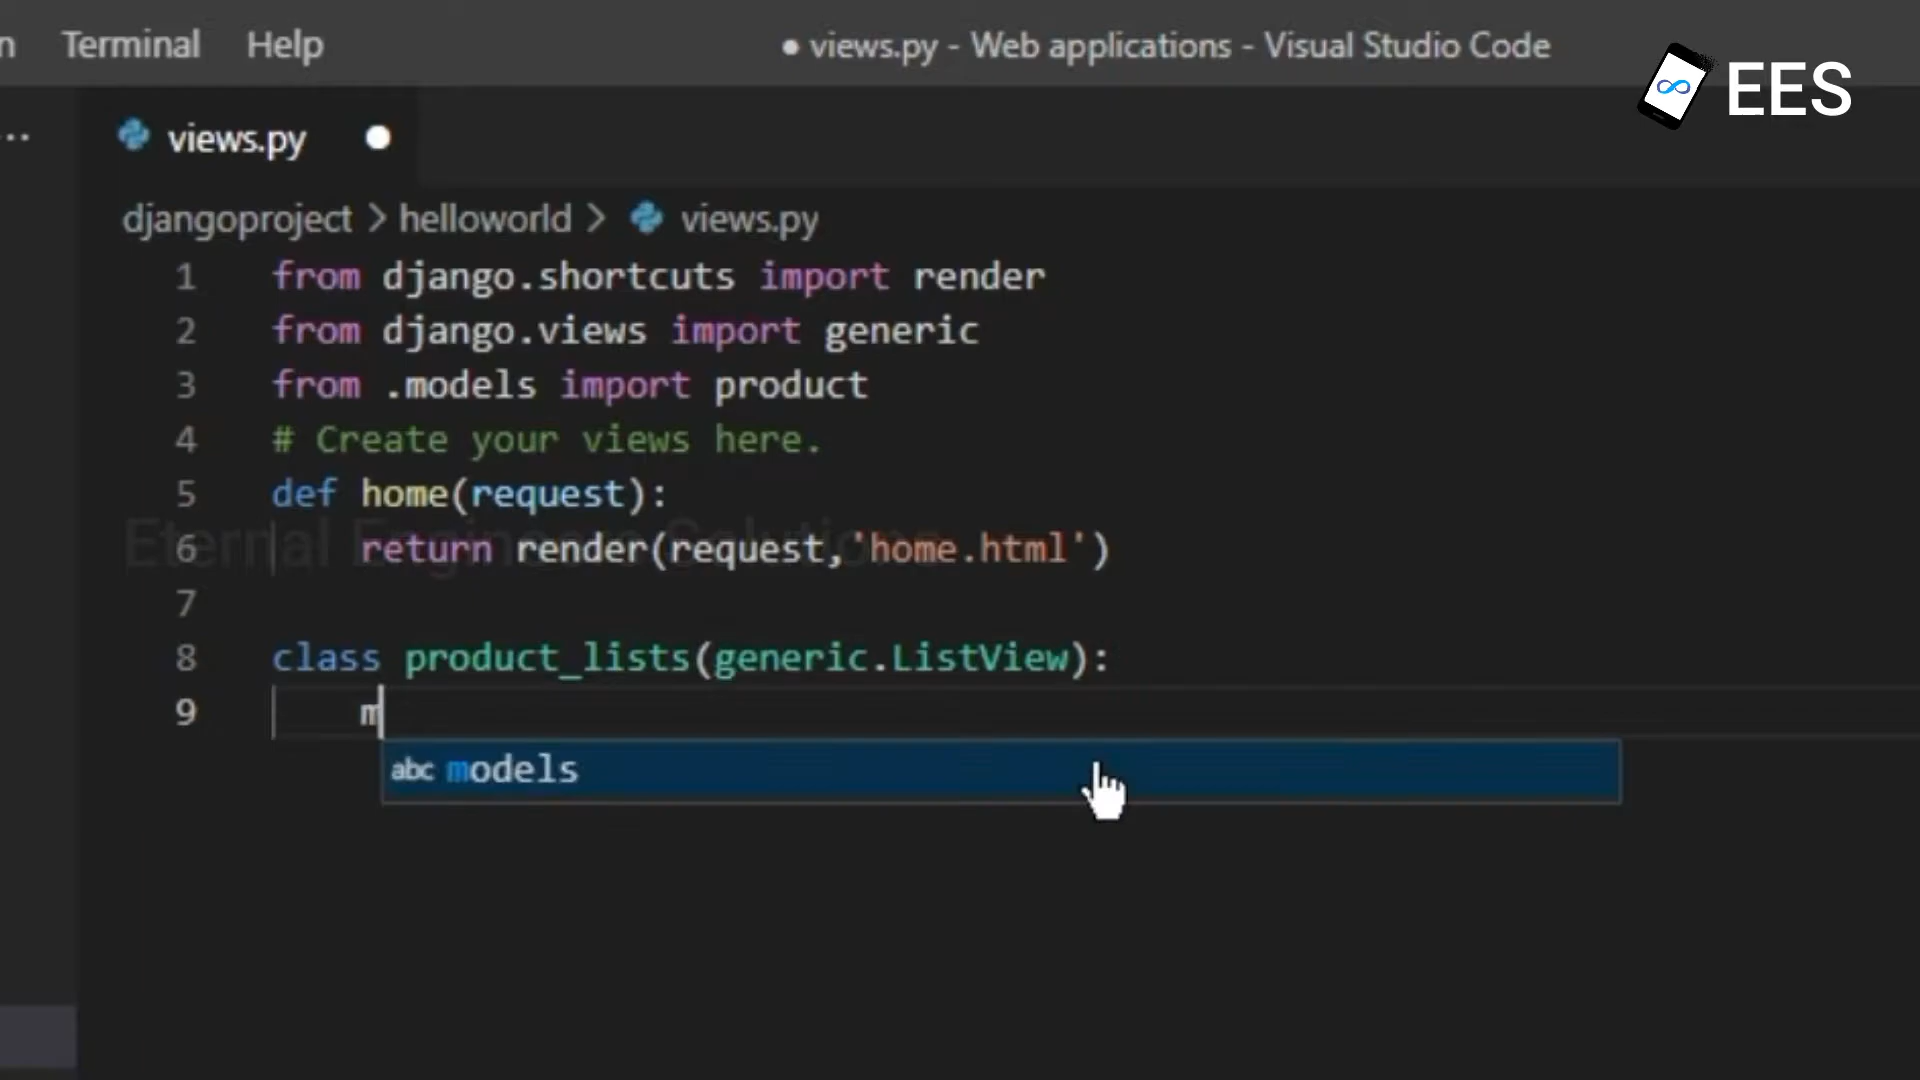 n Terminal Help ● views.py - Web applications - Visual Studio Code
EES
views.py
djangoproject > helloworld > views.py
1 from django.shortcuts import render
2 from django.views import generic
3 from .models import product
4 # Create your views here.
5 def home(request):
6 return render(request,'home.html')
Eternal Engineers Solutions
7
8 class product_lists(generic.ListView):
9 m
abc models